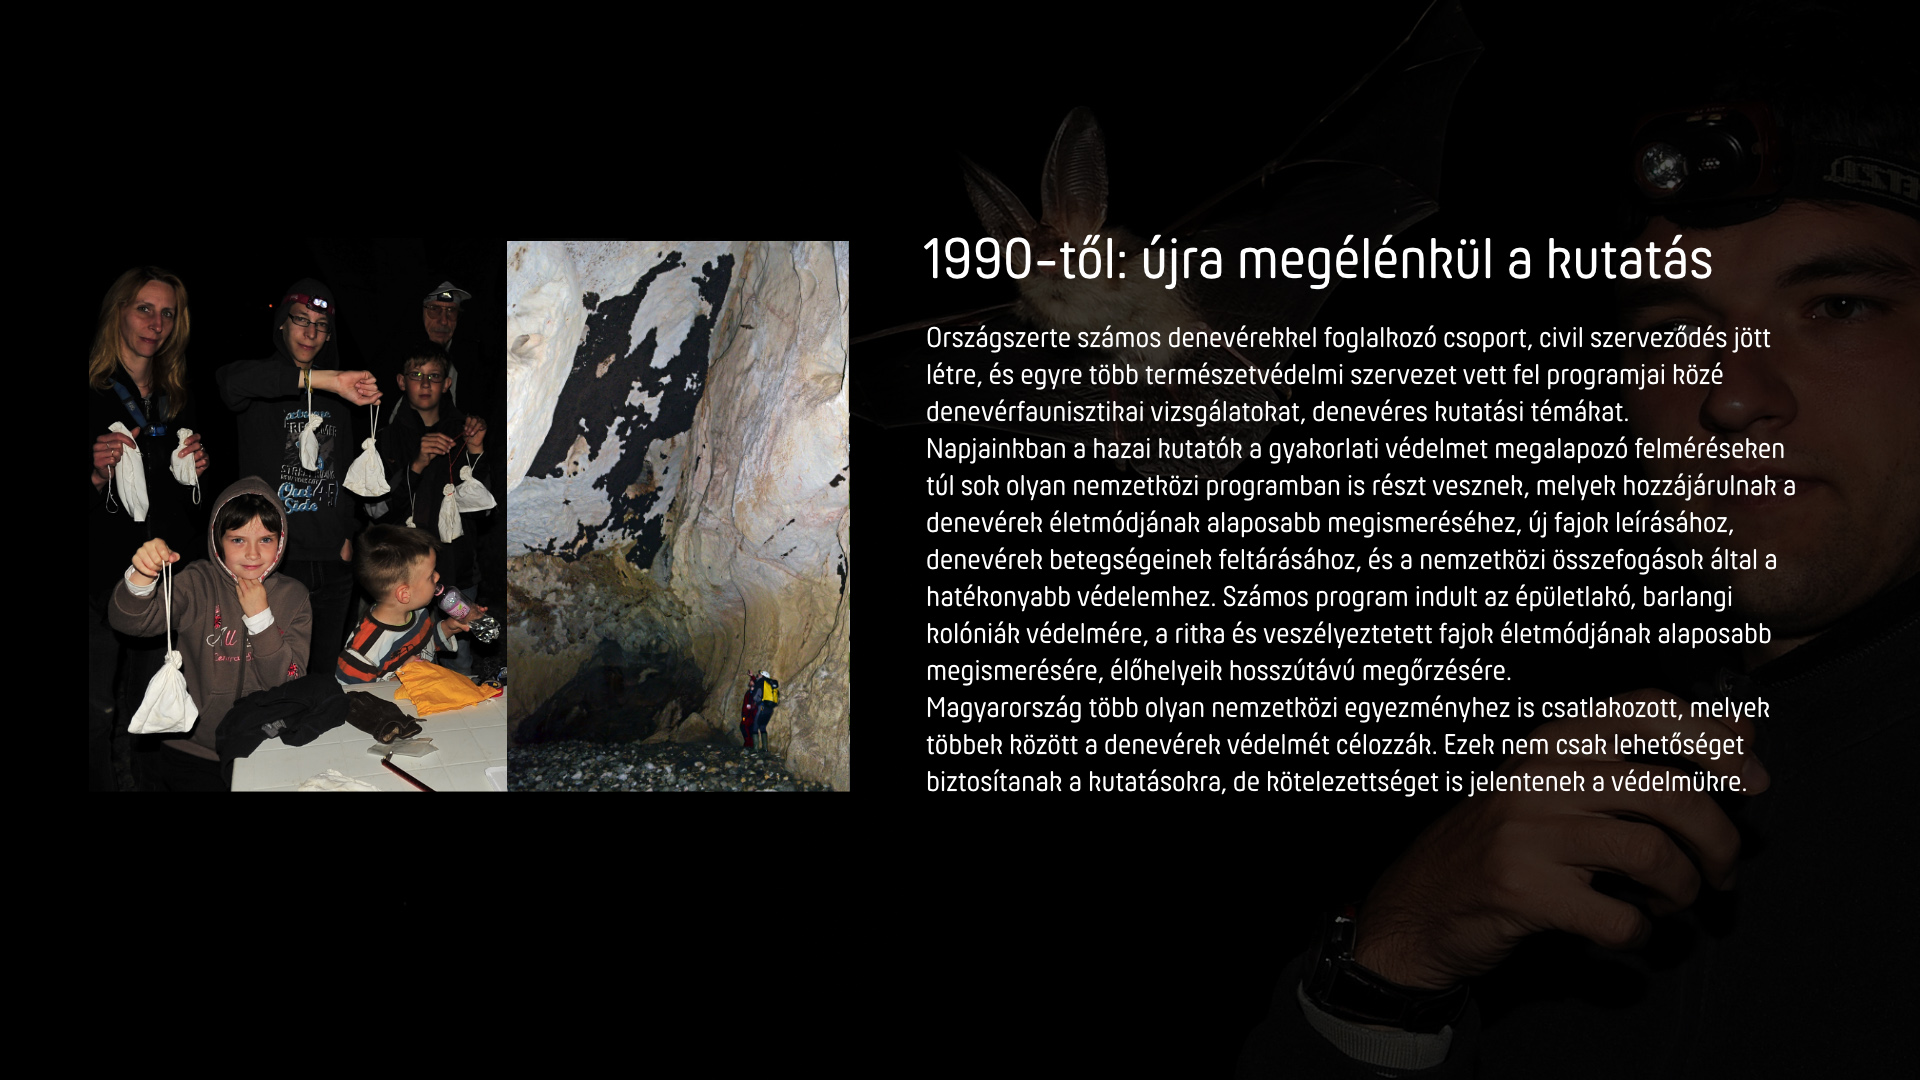 1990-től: újra megélénkül a kutatás
Országszerte számos denevérekkel foglalkozó csoport, civil szerveződés jött
létre, és egyre több természetvédelmi szervezet vett fel programjai közé
denevérfaunisztikai vizsgálatokat, denevéres kutatási témákat.
Napjainkban a hazai kutatók a gyakorlati védelmet megalapozó felméréseken
túl sok olyan nemzetközi programban is részt vesznek, melyek hozzájárulnak a
denevérek életmódjának alaposabb megismeréséhez, új fajok leírásához,
denevérek betegségeinek feltárásához, és a nemzetközi összefogások által a
hatékonyabb védelemhez. Számos program indult az épületlakó, barlangi
kolóniák védelmére, a ritka és veszélyeztetett fajok életmódjának alaposabb
megismerésére, élőhelyeik hosszútávú megőrzésére.
Magyarország több olyan nemzetközi egyezményhez is csatlakozott, melyek
többek között a denevérek védelmét célozzák. Ezek nem csak lehetőséget
biztosítanak a kutatásokra, de kötelezettséget is jelentenek a védelmükre.
Out
Side